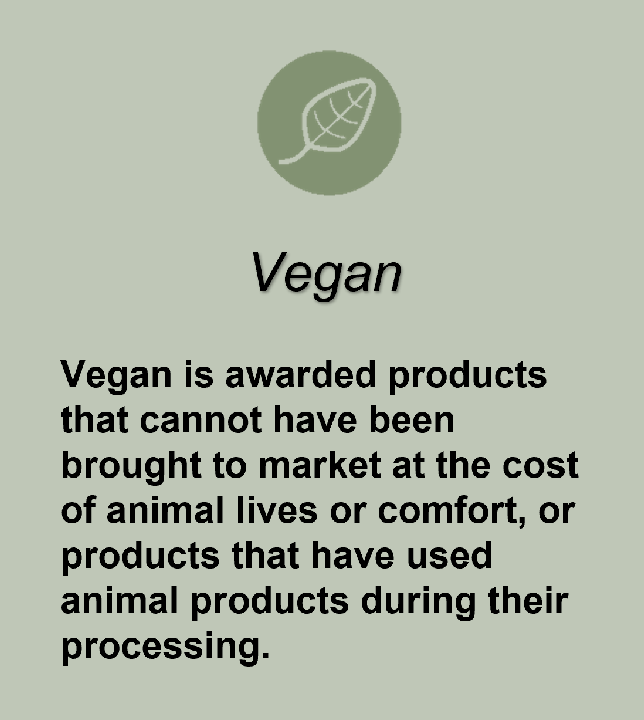 Vegan
Vegan is awarded products
that cannot have been
brought to market at the cost
of animal lives or comfort, or
products that have used
animal products during their
processing.